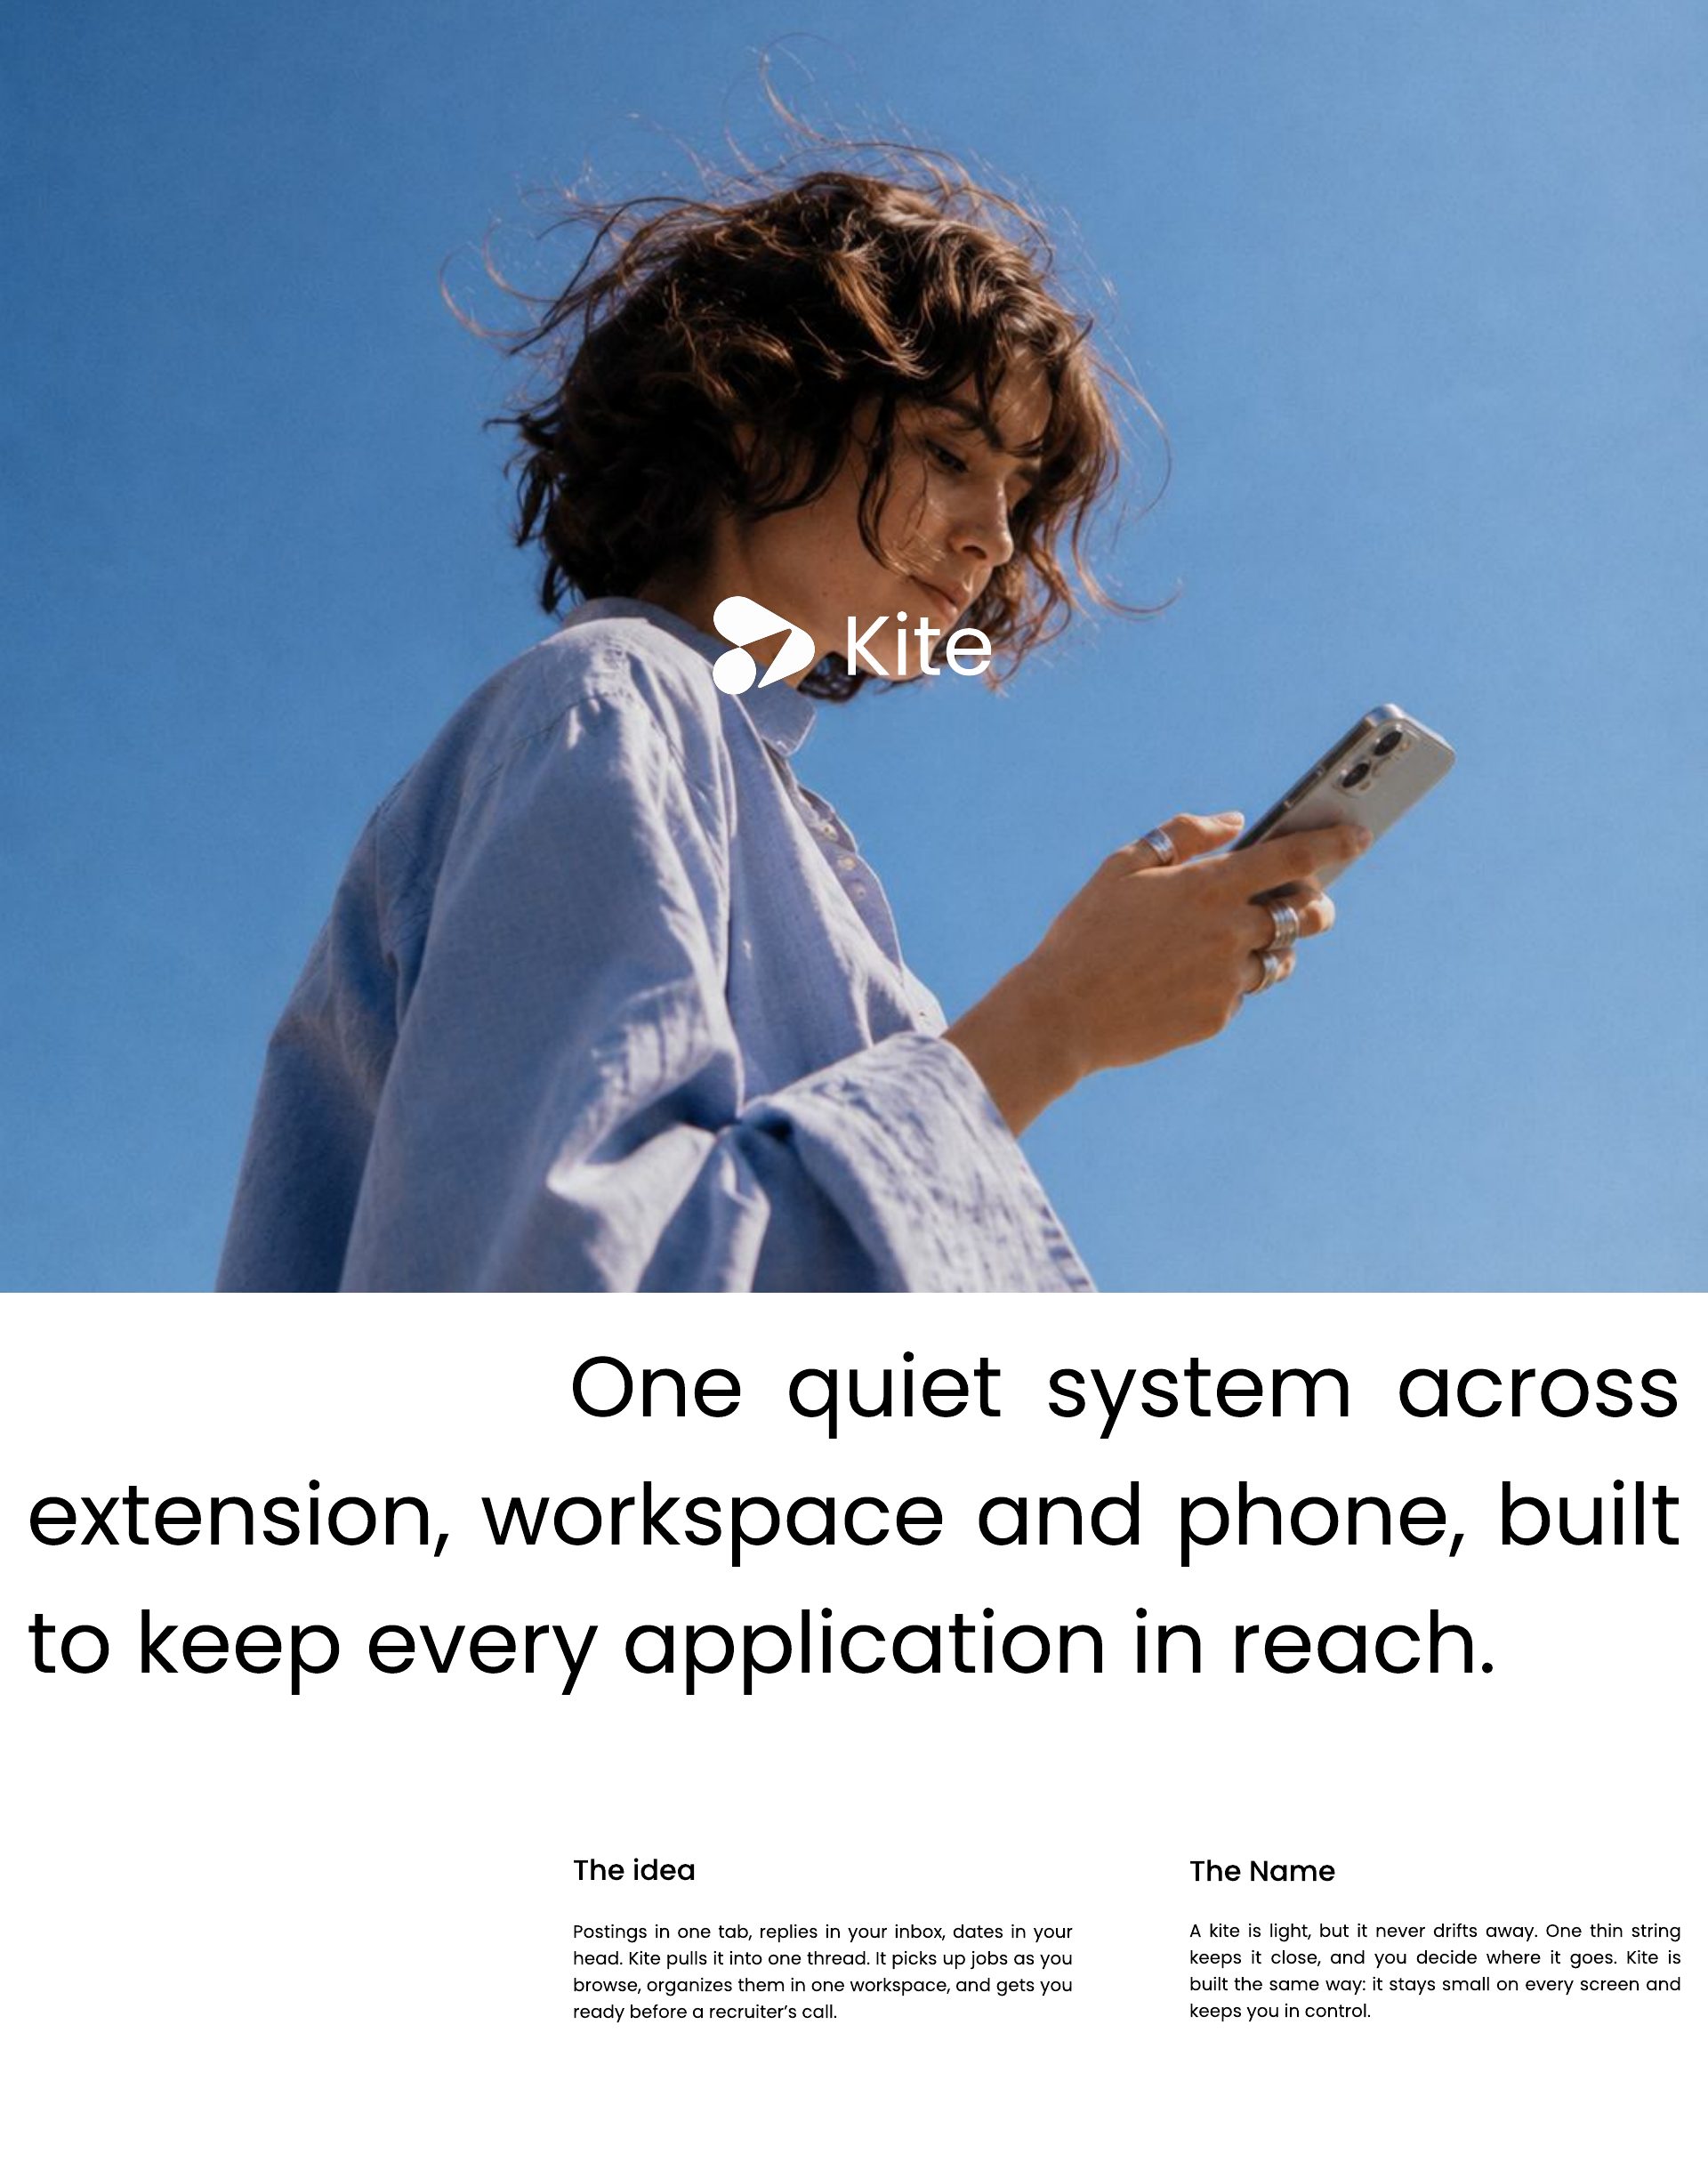 Kite
One quiet system across
extension, workspace and phone, built
to keep every application in reach.
The idea
Postings in one tab, replies in your inbox, dates in your
head. Kite pulls it into one thread. It picks up jobs as you
browse, organizes them in one workspace, and gets you
ready before a recruiter’s call.
The Name
A kite is light, but it never drifts away. One thin string
keeps it close, and you decide where it goes. Kite is
built the same way: it stays small on every screen and
keeps you in control.